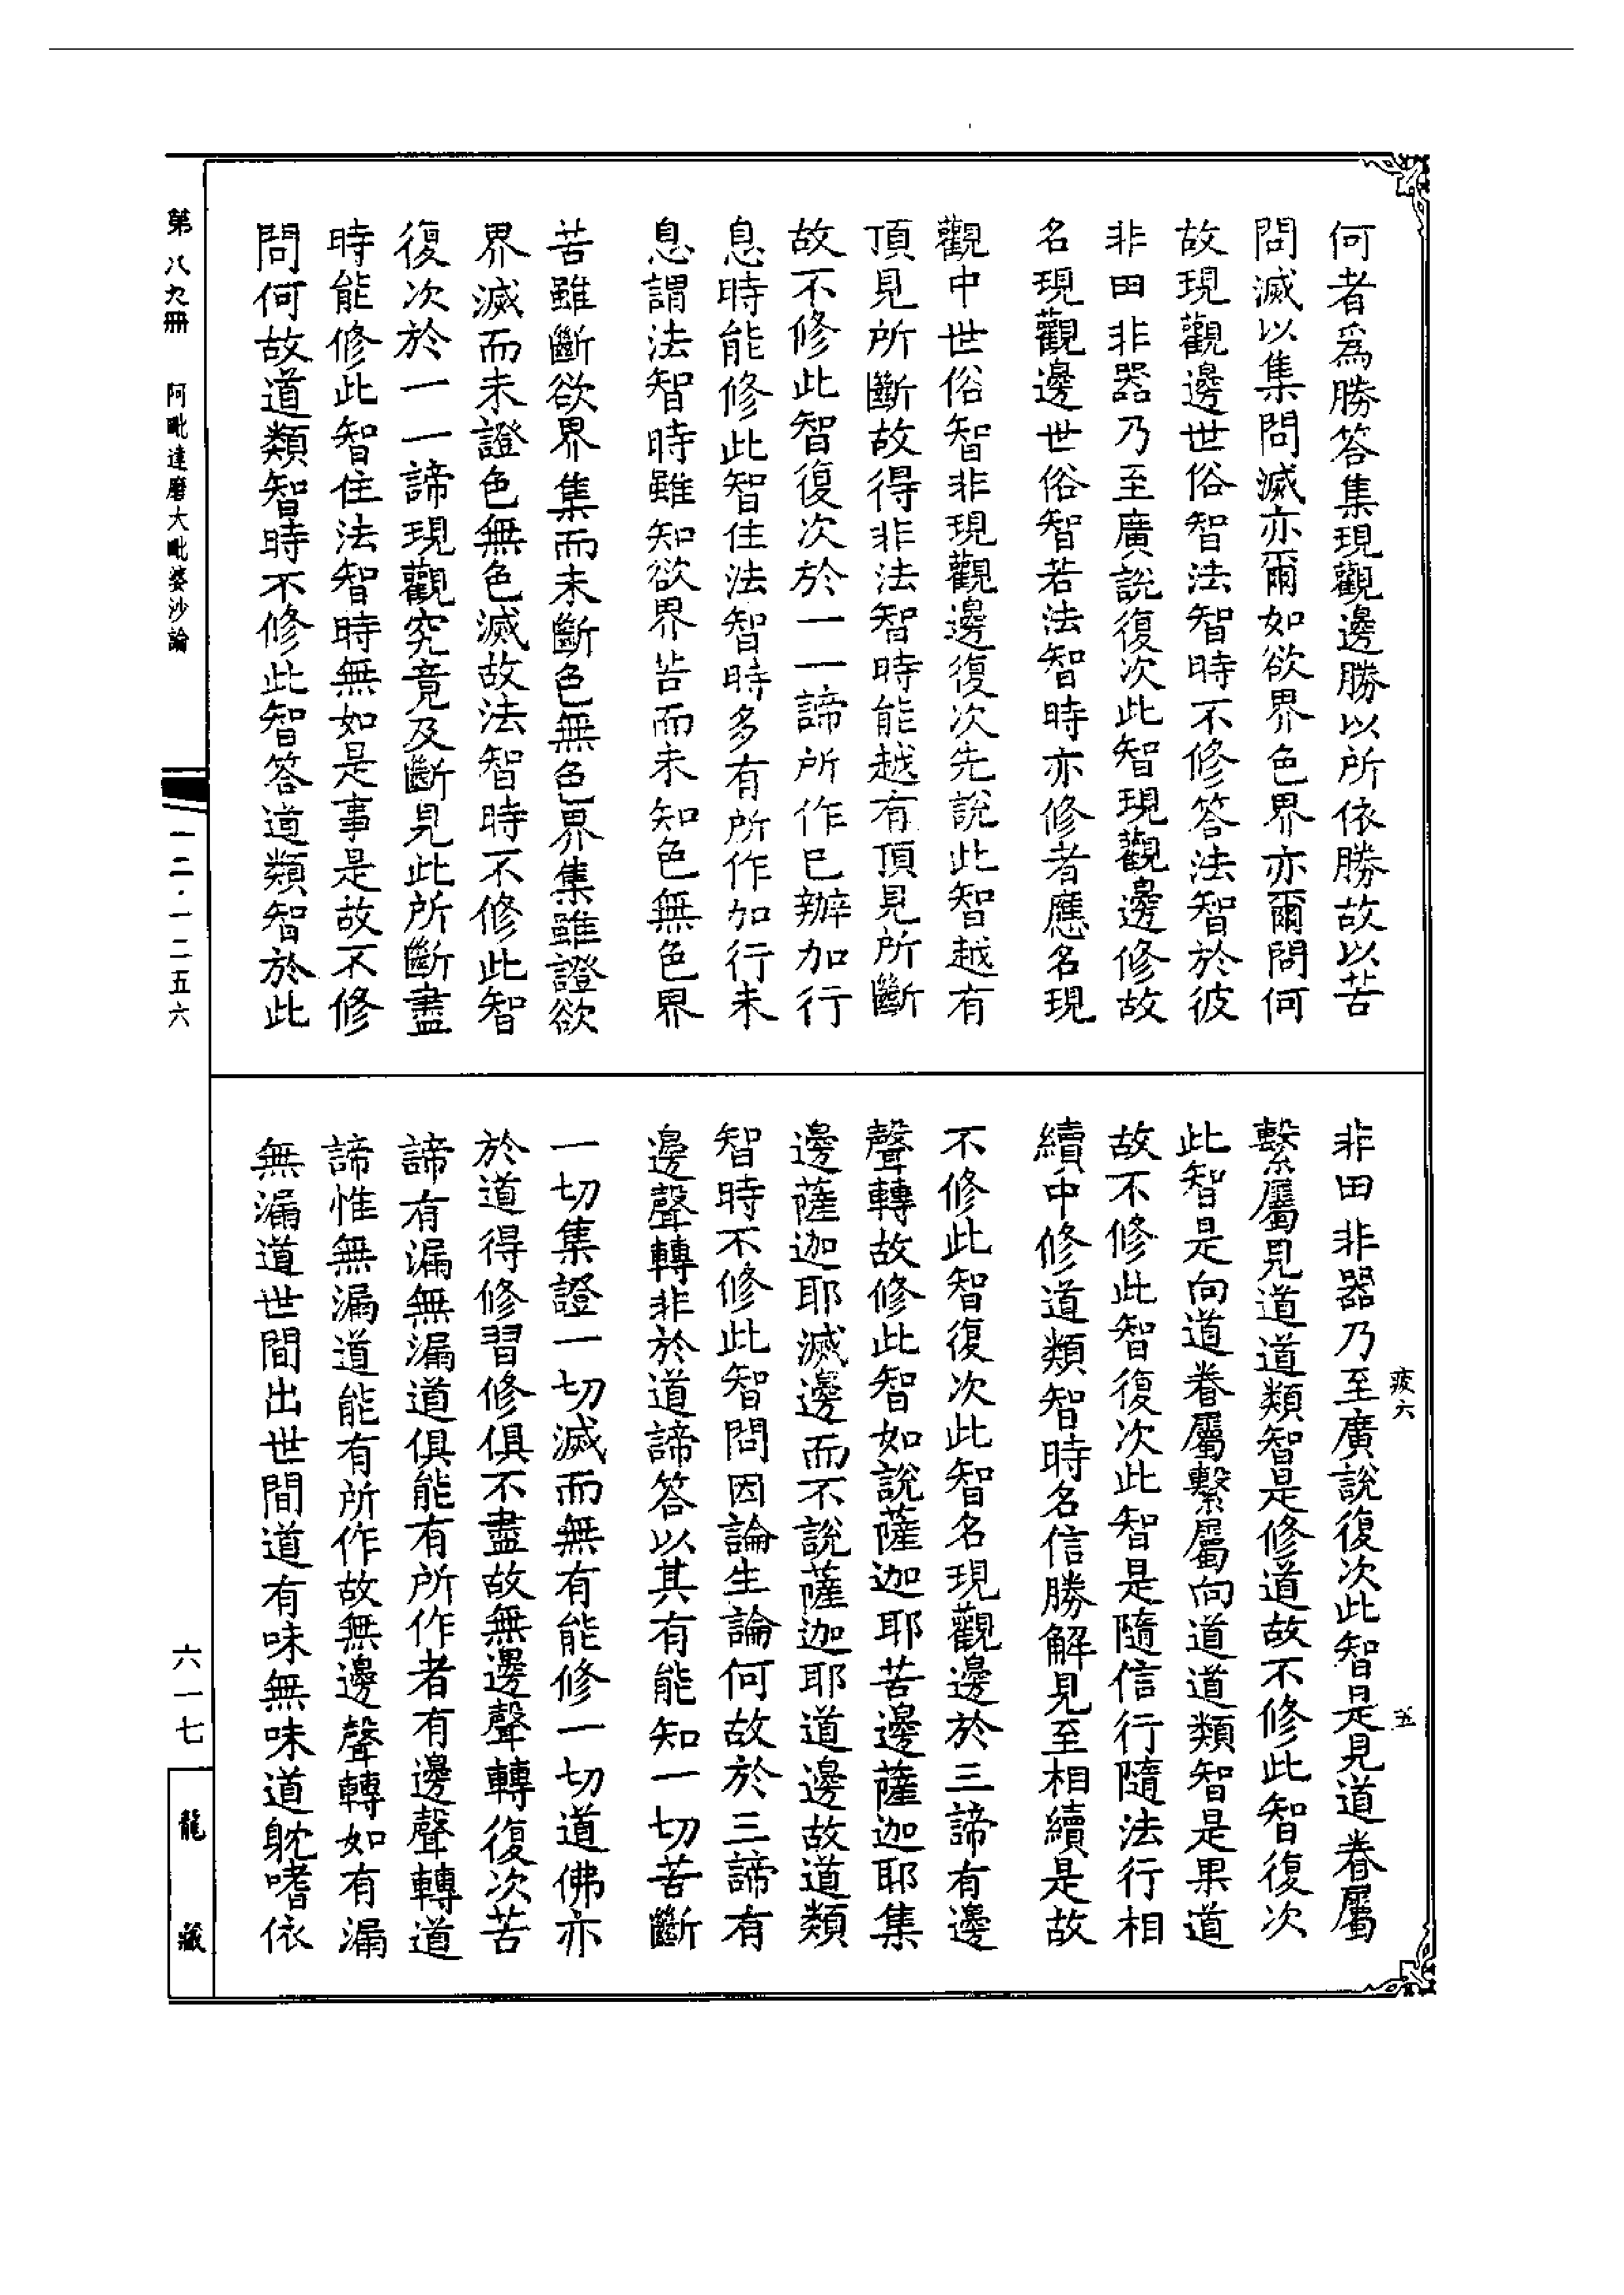 何者爲勝答集現觀邊勝以所依勝故以苦
問滅以集問滅亦爾如欲界色界亦爾問何
故現觀邊世俗智法智時不修答法智於彼
非田非器乃至廣說復次此智現觀邊修故
名現觀邊世俗智若法智時亦修者應名現
觀中世俗智非現觀邊復次先說此智越有
頂見所斷故得非法智時能越有頂見所斷
故不修此智復次於一一諦所作已辦加行
息時能修此智住法智時多有所作加行未
息謂法智時雖知欲界苦而未知色無色界
苦雖斷欲界集而未斷色無色界集雖證欲
界滅而未證色無色滅故法智時不修此智
復次於一一諦現觀究竟及斷見此所斷盡
時能修此智住法智時無如是事是故不修
問何故道類智時不修此智答道類智於此
非田非器乃至廣說復次此智是見道眷屬
繫屬見道道類智是修道故不修此智復次
此智是向道眷屬繫屬向道道類智是果道
故不修此智復次此智是隨信行隨法行相
續中修道類智時名信勝解見至相續是故
不修此智復次此智名現觀邊於三諦有邊
聲轉故修此智如說薩迦耶苦邊薩迦耶集
邊薩迦耶滅邊而不說薩迦耶道邊故道類
智時不修此智問因論生論何故於三諦有
邊聲轉非於道諦答以其有能知一切苦斷
一切集證一切滅而無有能修一切道佛亦
於道得修習修俱不盡故無邊聲轉復次苦
諦有漏無漏道俱能有所作者有邊聲轉道
諦惟無漏道能有所作故無邊聲轉如有漏
無漏道世間出世間道有味無味道躭嗜依
疲六
五
第八九冊
阿毗達磨大毗婆沙論
一二·一二五六
六一七
龍藏